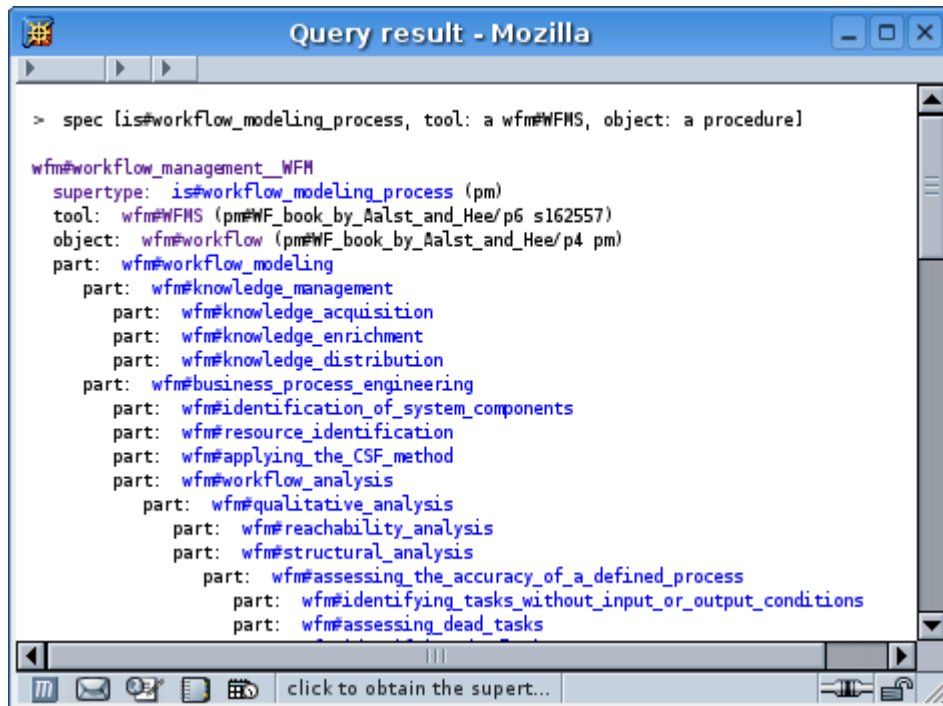 Query result - Mozilla
> spec [is#workflow_modeling_process, tool: a wfm#WFMS, object: a procedure]
wfm#workflow_management__WFM
supertype: is#workflow_modeling_process (pm)
tool: wfm#WFMS (pm#WF_book_by_Aalst_and_Hee/p6 s162557)
object: wfm#workflow (pm#WF_book_by_Aalst_and_Hee/p4 pm)
part: wfm#workflow_modeling
part: wfm#knowledge_management
part: wfm#knowledge_acquisition
part: wfm#knowledge_enrichment
part: wfm#knowledge_distribution
part: wfm#business_process_engineering
part: wfm#identification_of_system_components
part: wfm#resource_identification
part: wfm#applying_the_CSF_method
part: wfm#workflow_analysis
part: wfm#qualitative_analysis
part: wfm#reachability_analysis
part: wfm#structural_analysis
part: wfm#assessing_the_accuracy_of_a_defined_process
part: wfm#identifying_tasks_without_input_or_output_conditions
part: wfm#assessing_dead_tasks
click to obtain the supert...